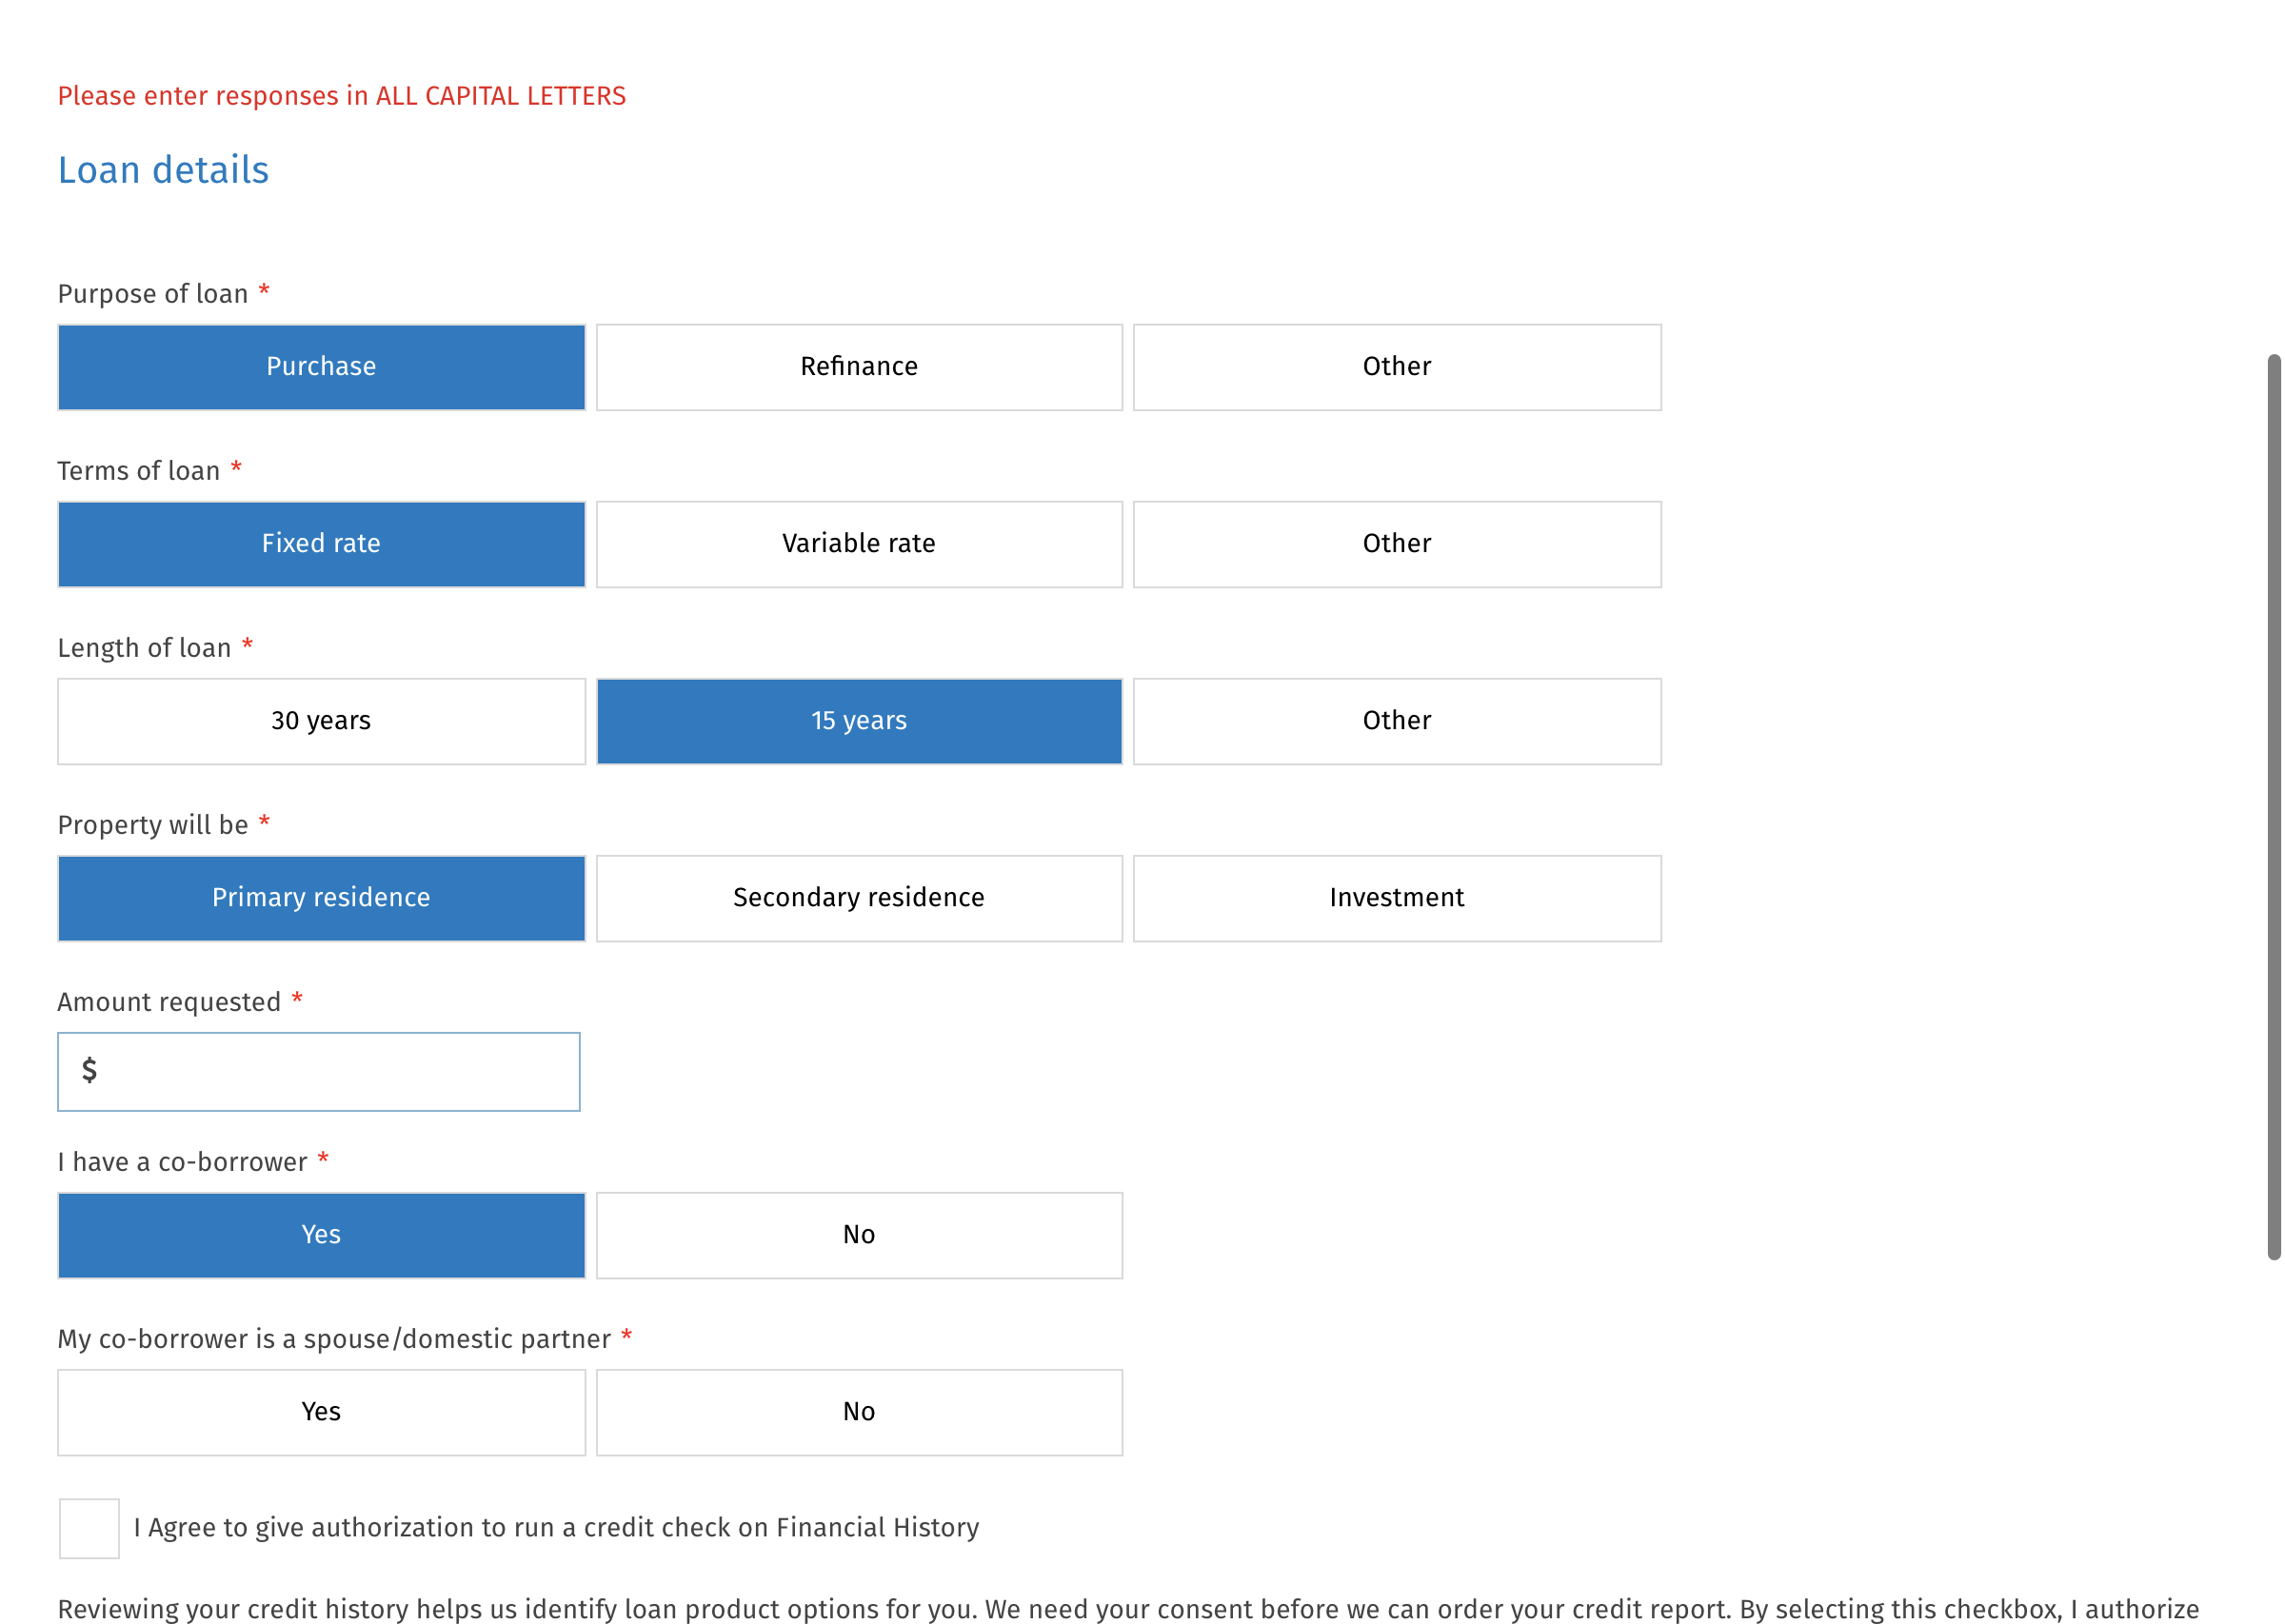 Please enter responses in ALL CAPITAL LETTERS
Loan details
Purpose of loan *
Purchase Refinance Other
Terms of loan *
Fixed rate Variable rate Other
Length of loan *
30 years 15 years Other
Property will be *
Primary residence Secondary residence Investment
Amount requested *
$
I have a co-borrower *
Yes No
My co-borrower is a spouse/domestic partner *
Yes No
I Agree to give authorization to run a credit check on Financial History
Reviewing your credit history helps us identify loan product options for you. We need your consent before we can order your credit report. By selecting this checkbox, I authorize